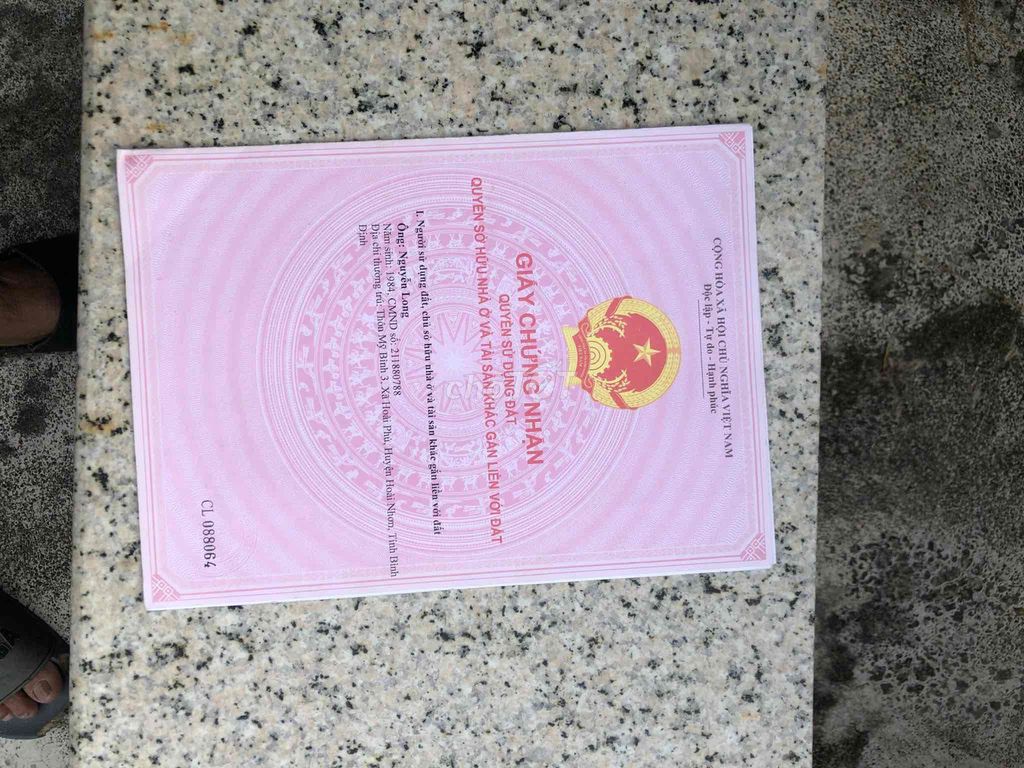 CỘNG HÒA XÃ HỘI CHỦ NGHĨA VIỆT NAM
Độc lập - Tự do - Hạnh phúc
GIẤY CHỨNG NHẬN
QUYỀN SỬ DỤNG ĐẤT
QUYỀN SỞ HỮU NHÀ Ở VÀ TÀI SẢN KHÁC GẮN LIỀN VỚI ĐẤT
I. Người sử dụng đất, chủ sở hữu nhà ở và tài sản khác gắn liền với đất
Ông: Nguyễn Long
Năm sinh: 1984, CMND số: 211880788
Địa chỉ thường trú: Thôn Mỹ Bình 3, Xã Hoài Phú, Huyện Hoài Nhơn, Tỉnh Bình
Định
CL 088064